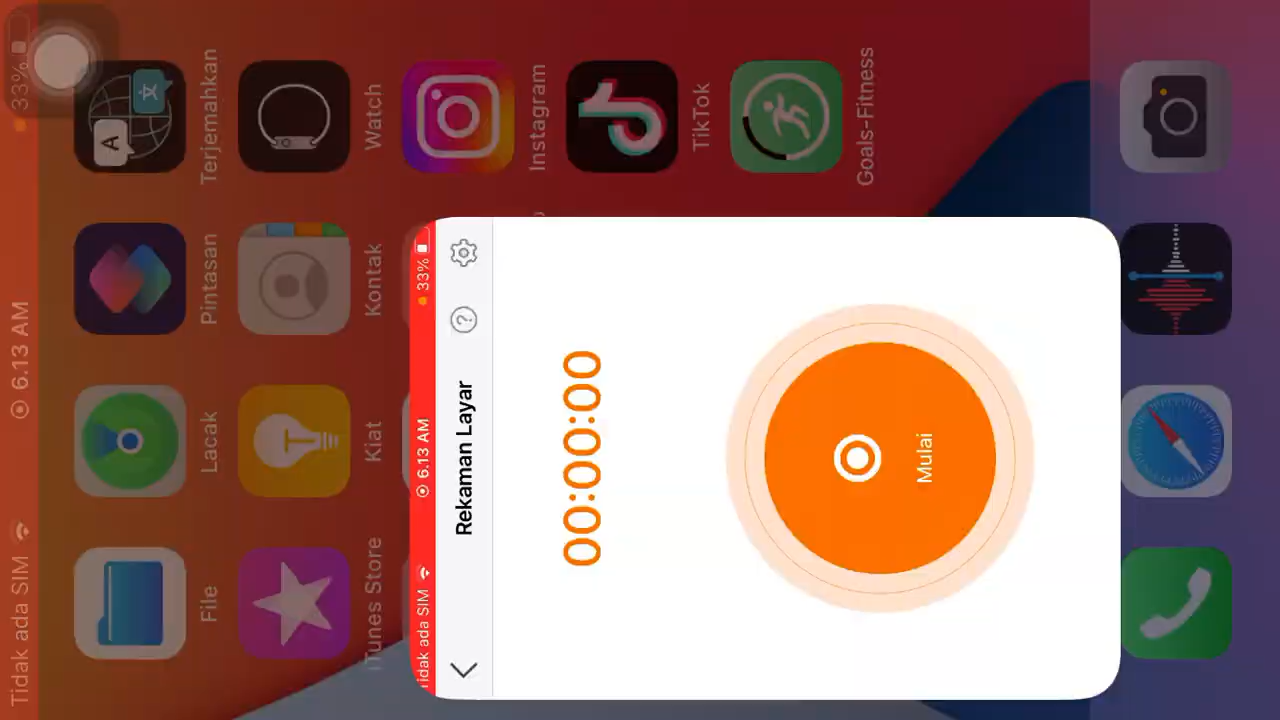 Tidak ada SIM 6.13 AM 33%
File Lacak Pintasan Terjemahkan
iTunes Store Kiat Kontak Watch
Instagram
TikTok
Goals-Fitness
idak ada SIM 6.13 AM 33%
Rekaman Layar
00:00:00
Mulai